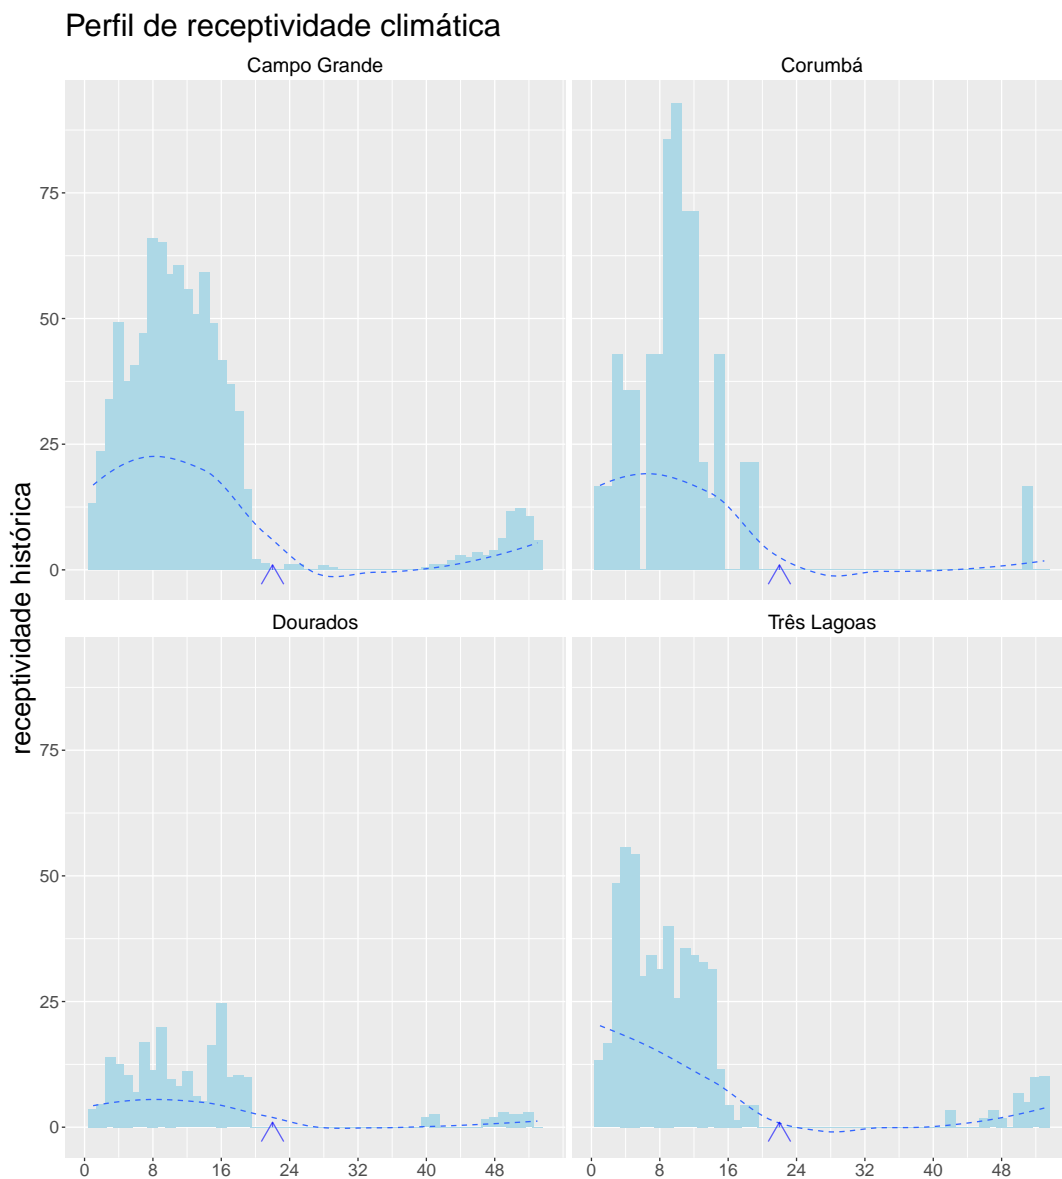 Perfil de receptividade climática
Campo Grande
Corumbá
75
50
25
0
receptividade histórica
Dourados
Três Lagoas
75
50
25
0
0 8 16 24 32 40 48
0 8 16 24 32 40 48